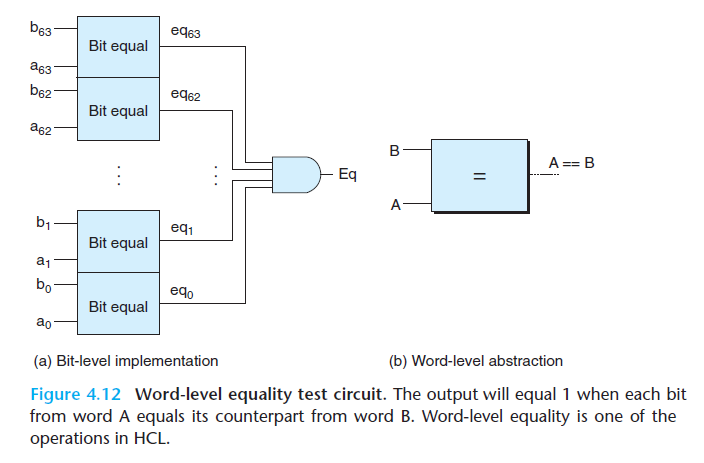 b63
Bit equal
eq63
a63
b62
Bit equal
eq62
a62
⋮
⋮
Eq
b1
Bit equal
eq1
a1
b0
Bit equal
eq0
a0
B
=
A == B
A
(a) Bit-level implementation
(b) Word-level abstraction
Figure 4.12 Word-level equality test circuit. The output will equal 1 when each bit
from word A equals its counterpart from word B. Word-level equality is one of the
operations in HCL.